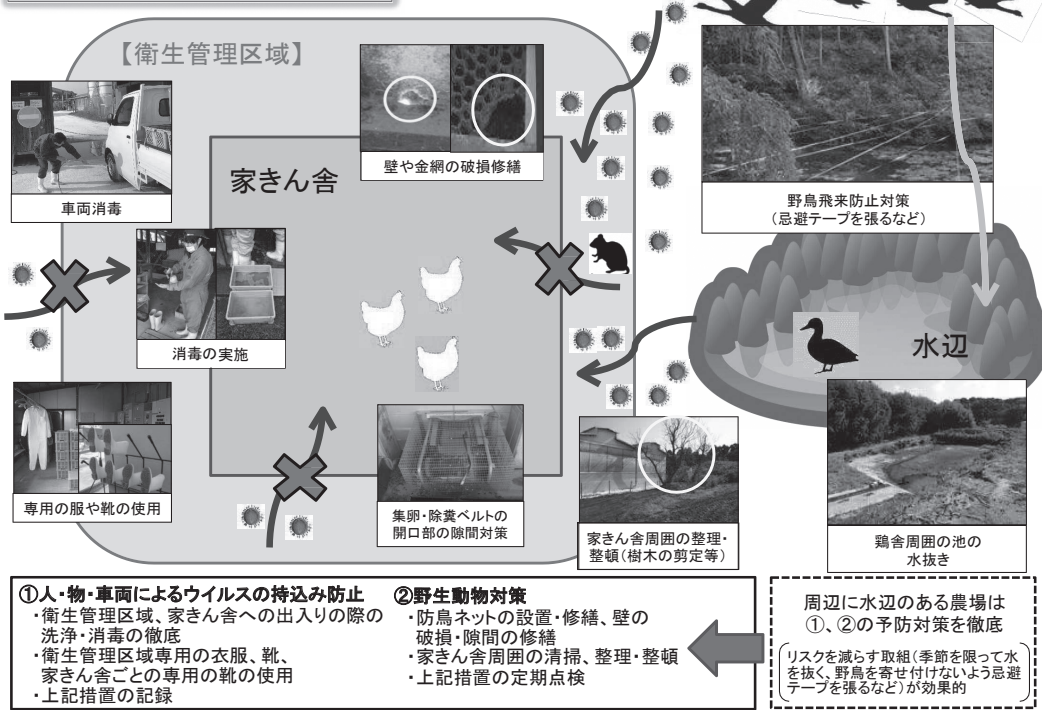 【衛生管理区域】
車両消毒
壁や金網の破損修繕
家きん舎
野鳥飛来防止対策
(忌避テープを張るなど)
消毒の実施
水辺
専用の服や靴の使用
集卵・除糞ベルトの
開口部の隙間対策
家きん舎周囲の整理・
整頓(樹木の剪定等)
鶏舎周囲の池の
水抜き
①人・物・車両によるウイルスの持込み防止
・衛生管理区域、家きん舎への出入りの際の
洗浄・消毒の徹底
・衛生管理区域専用の衣服、靴、
家きん舎ごとの専用の靴の使用
・上記措置の記録
②野生動物対策
・防鳥ネットの設置・修繕、壁の
破損・隙間の修繕
・家きん舎周囲の清掃、整理・整頓
・上記措置の定期点検
周辺に水辺のある農場は
①、②の予防対策を徹底
リスクを減らす取組(季節を限って水
を抜く、野鳥を寄せ付けないよう忌避
テープを張るなど)が効果的